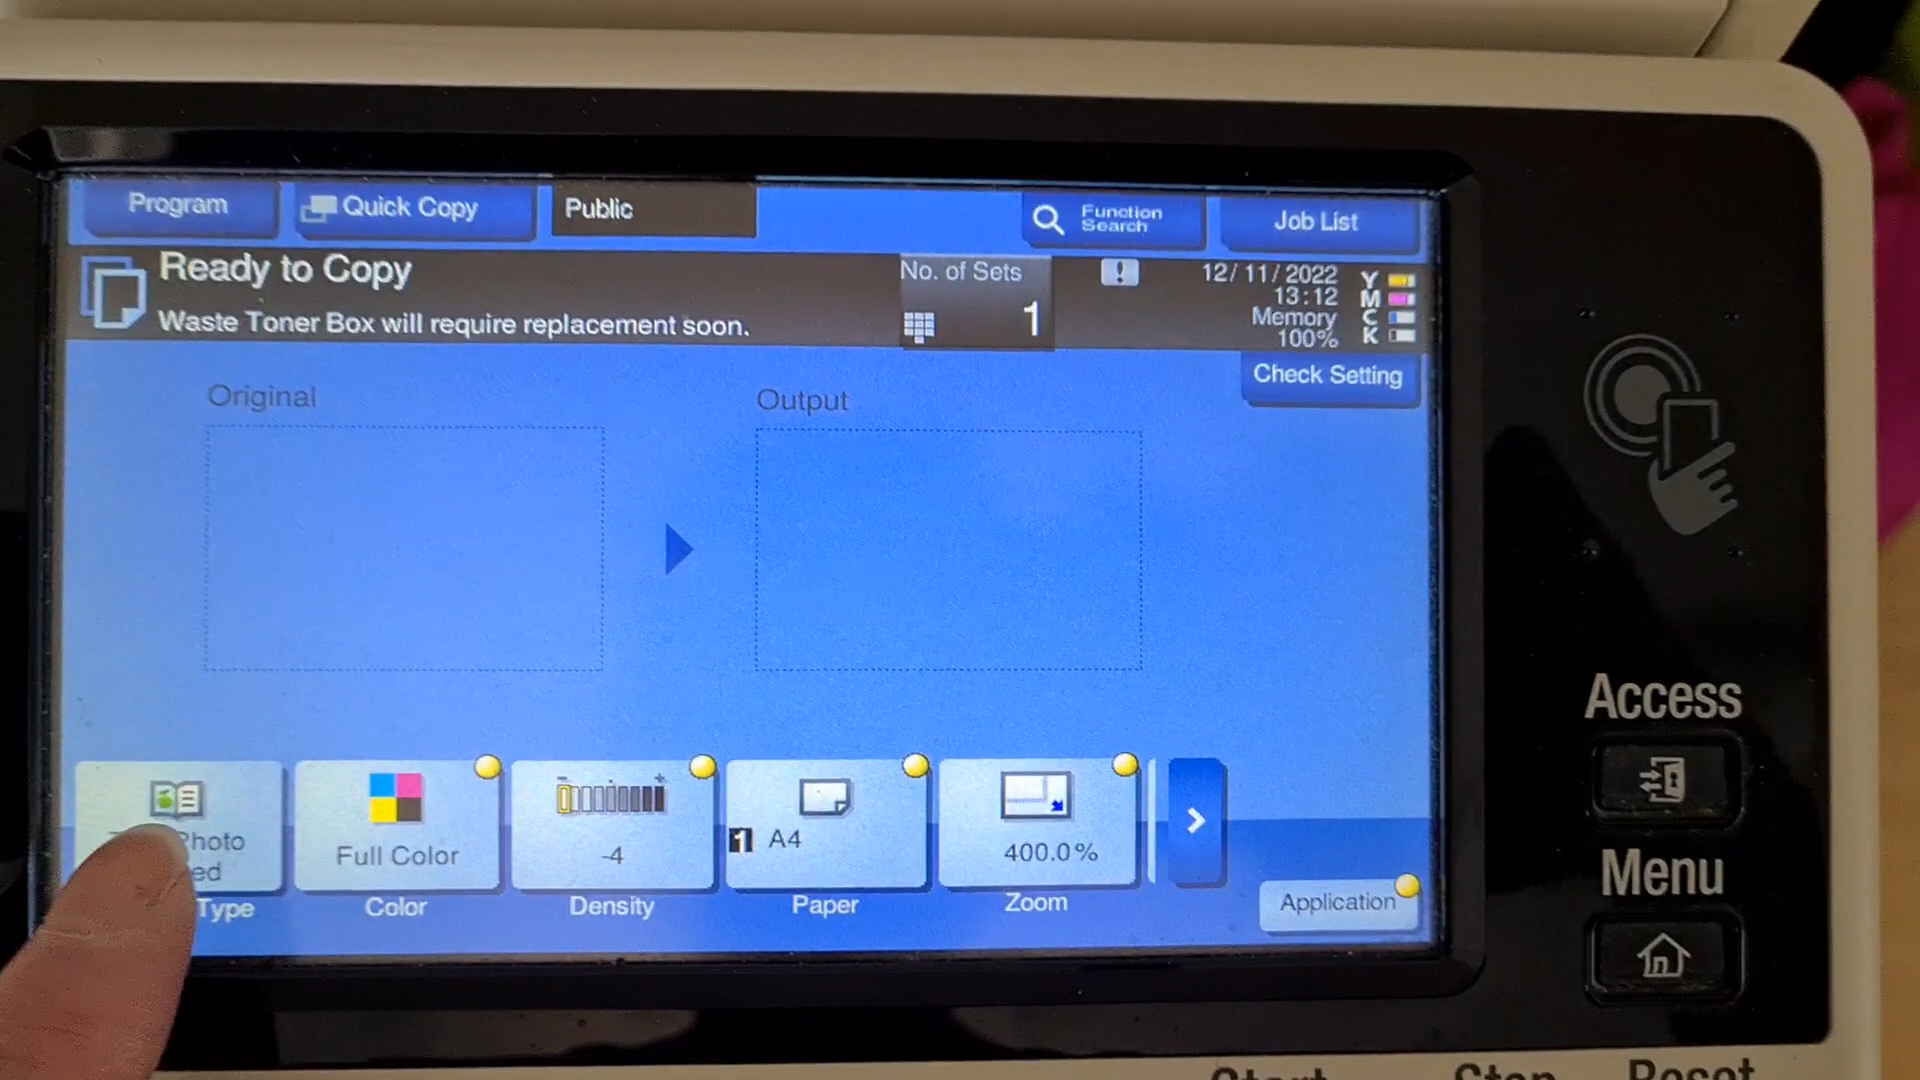 Program
Quick Copy
Public
Function
Search
Job List
Ready to Copy
Waste Toner Box will require replacement soon.
No. of Sets
1
!
12/11/2022
13:12
Memory
100%
Y
M
C
K
Check Setting
Original
Output
Photo
Full Color
-4
1 A4
400.0%
Type
Color
Density
Paper
Zoom
Application
Access
Menu
Start
Stop
Reset